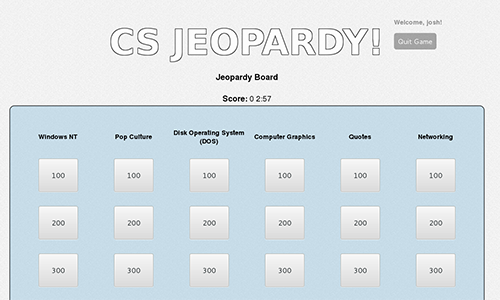 Welcome, josh!
CS JEOPARDY!
Quit Game
Jeopardy Board
Score: 0 2:57
Windows NT Pop Culture Disk Operating System (DOS) Computer Graphics Quotes Networking
100 100 100 100 100 100
200 200 200 200 200 200
300 300 300 300 300 300